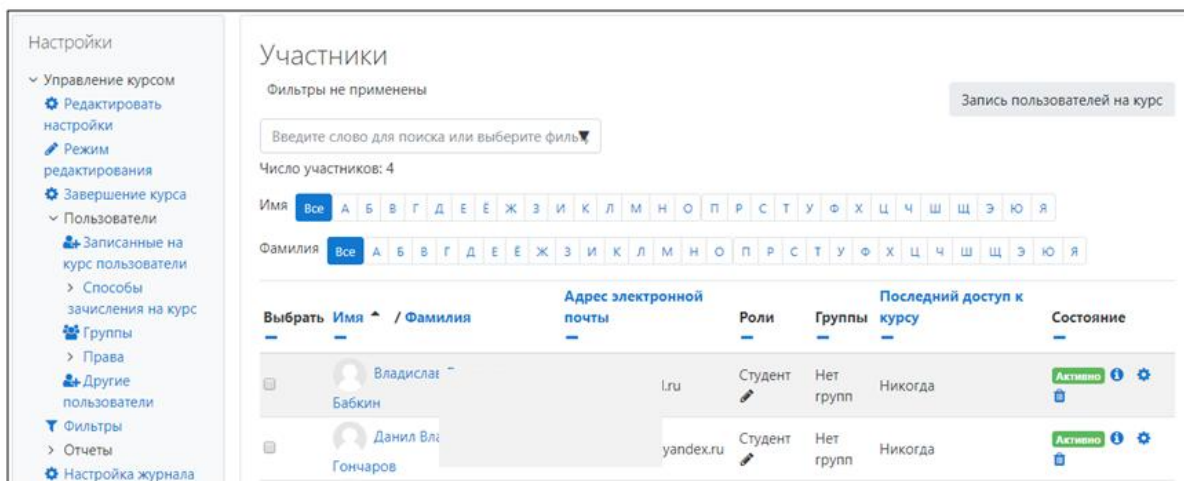 Настройки
Управление курсом
Редактировать
настройки
Режим
редактирования
Завершение курса
Пользователи
Записанные на
курс пользователи
Способы
зачисления на курс
Группы
Права
Другие
пользователи
Фильтры
Отчеты
Настройка журнала
Участники
Фильтры не применены
Запись пользователей на курс
Введите слово для поиска или выберите
Число участников: 4
Имя Все А Б В Г Д Е Ё Ж З И К Л М Н О П Р С Т У Ф Х Ц Ч Ш Щ Э Ю Я
Фамилия Все А Б В Г Д Е Ё Ж З И К Л М Н О П Р С Т У Ф Х Ц Ч Ш Щ Э Ю Я
Выбрать Имя / Фамилия Адрес электронной почты Роли Группы Последний доступ к курсу Состояние
Владислав
Бабкин
l.ru Студент Нет групп Никогда Активно
Данил Вла
Гончаров
yandex.ru Студент Нет групп Никогда Активно